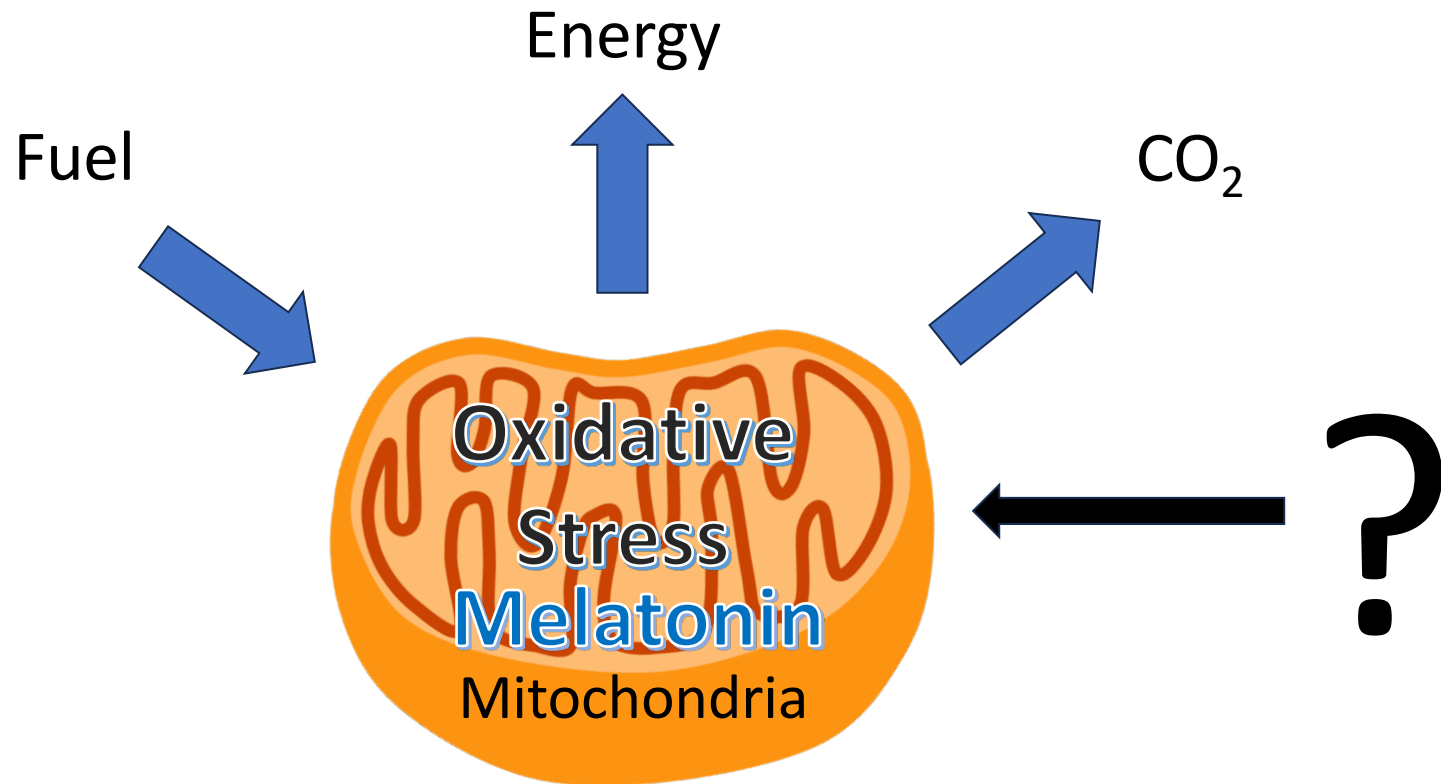 Energy
Fuel
CO₂
Oxidative
Stress
Melatonin
Mitochondria
?